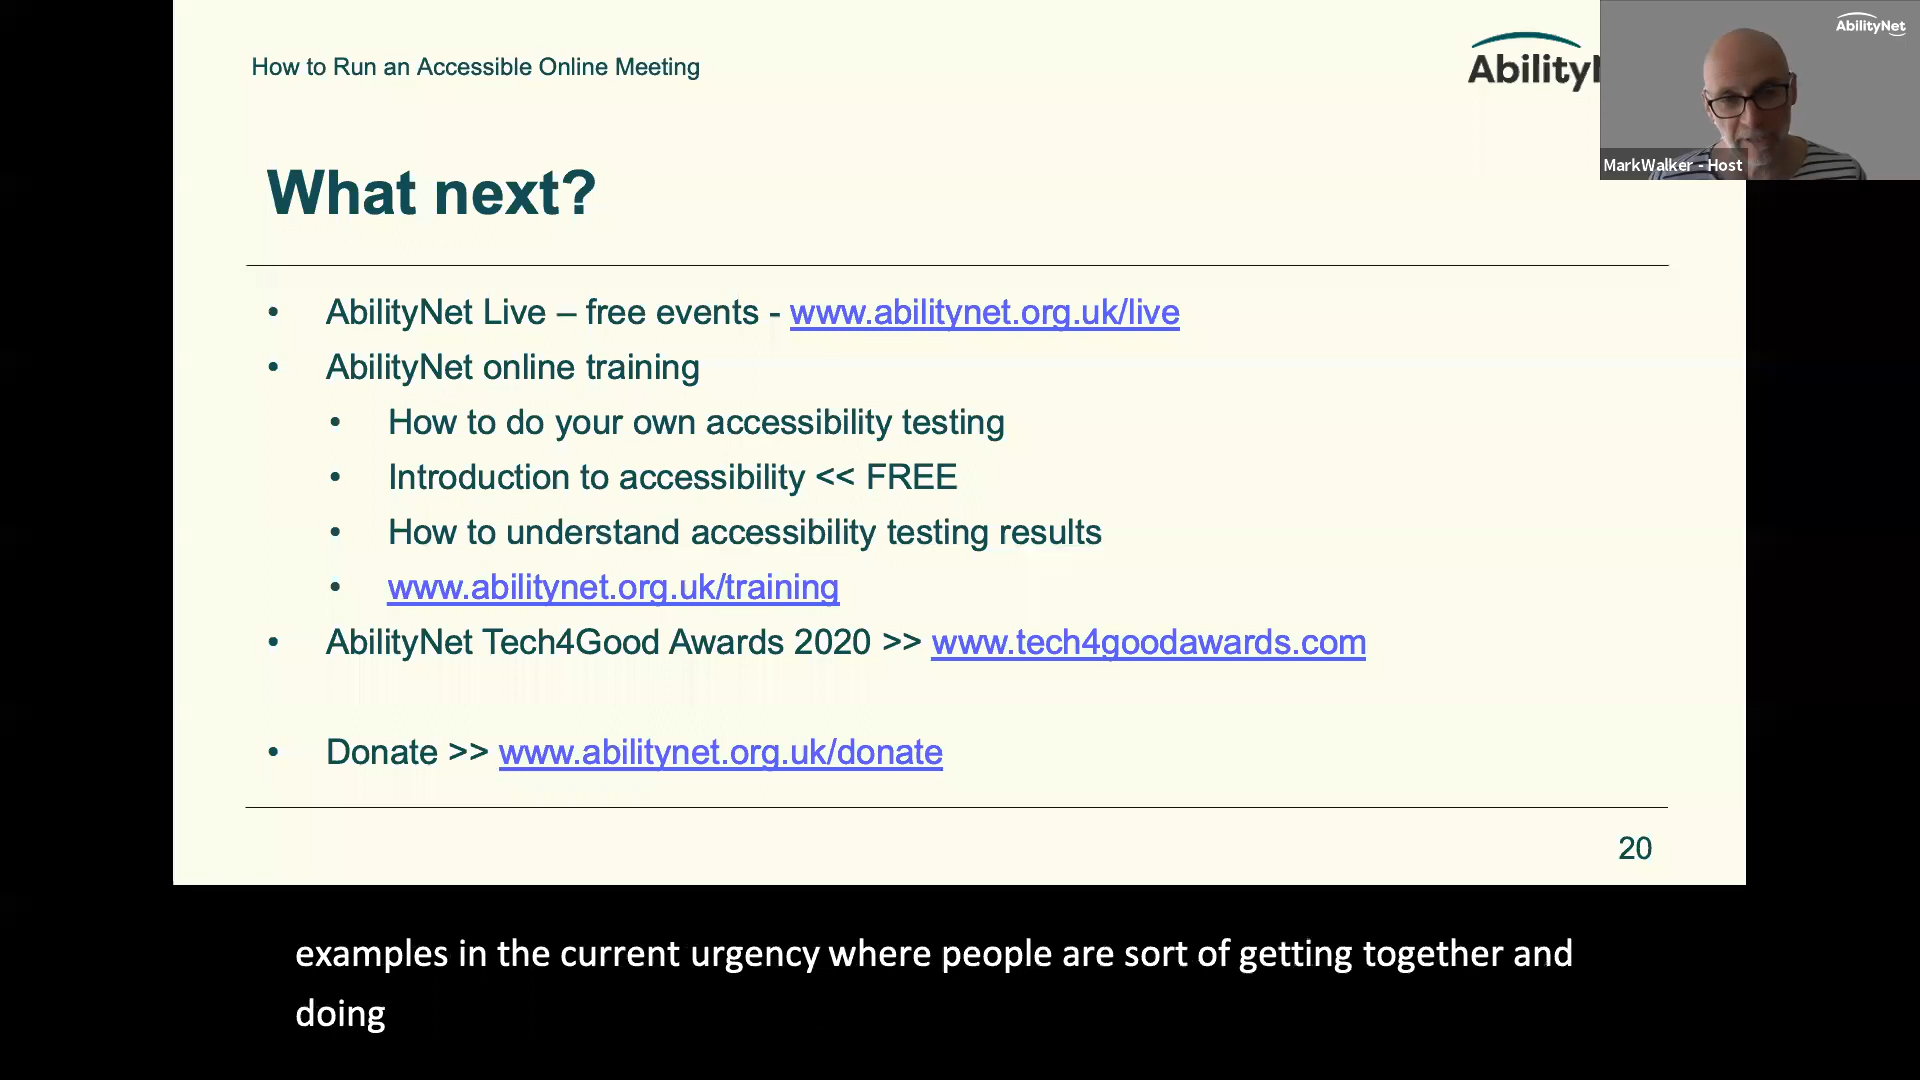 How to Run an Accessible Online Meeting
Ability
AbilityNet
MarkWalker - Host
What next?
• AbilityNet Live – free events - www.abilitynet.org.uk/live
• AbilityNet online training
• How to do your own accessibility testing
• Introduction to accessibility << FREE
• How to understand accessibility testing results
• www.abilitynet.org.uk/training
• AbilityNet Tech4Good Awards 2020 >> www.tech4goodawards.com
• Donate >> www.abilitynet.org.uk/donate
20
examples in the current urgency where people are sort of getting together and
doing